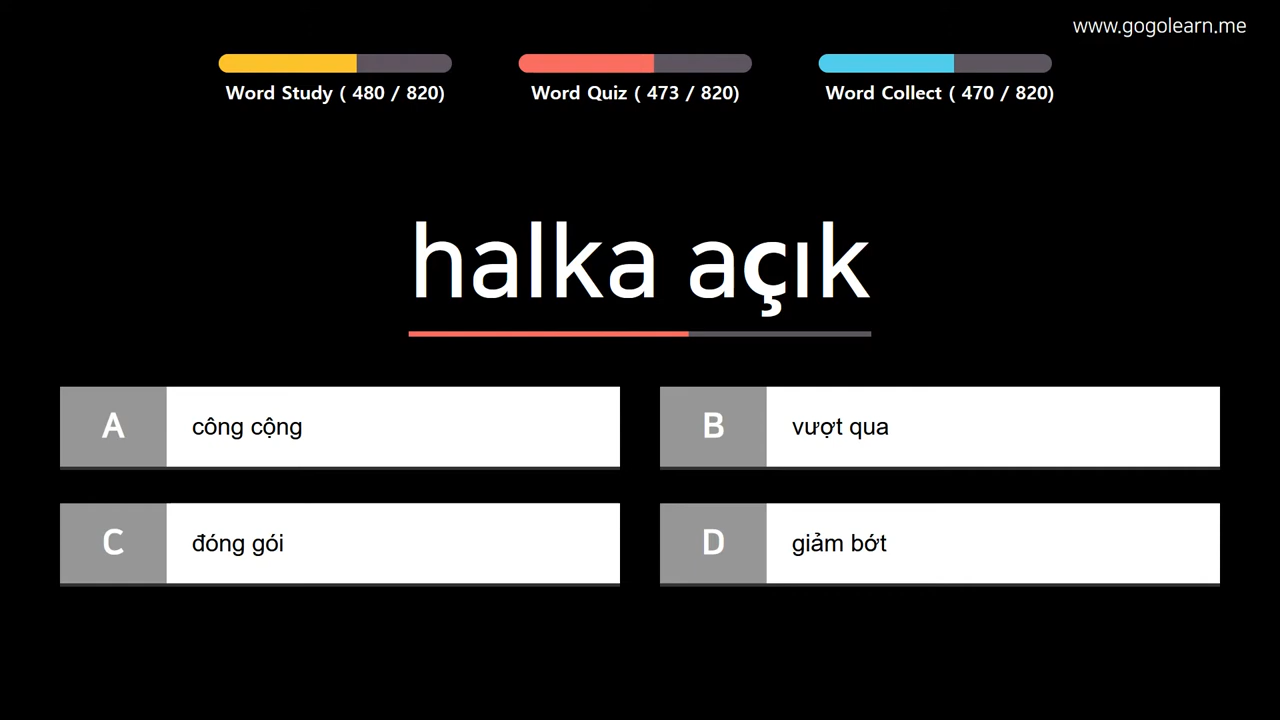 www.gogolearn.me
Word Study ( 480 / 820)
Word Quiz ( 473 / 820)
Word Collect ( 470 / 820)
halka açık
A công cộng
B vượt qua
C đóng gói
D giảm bớt